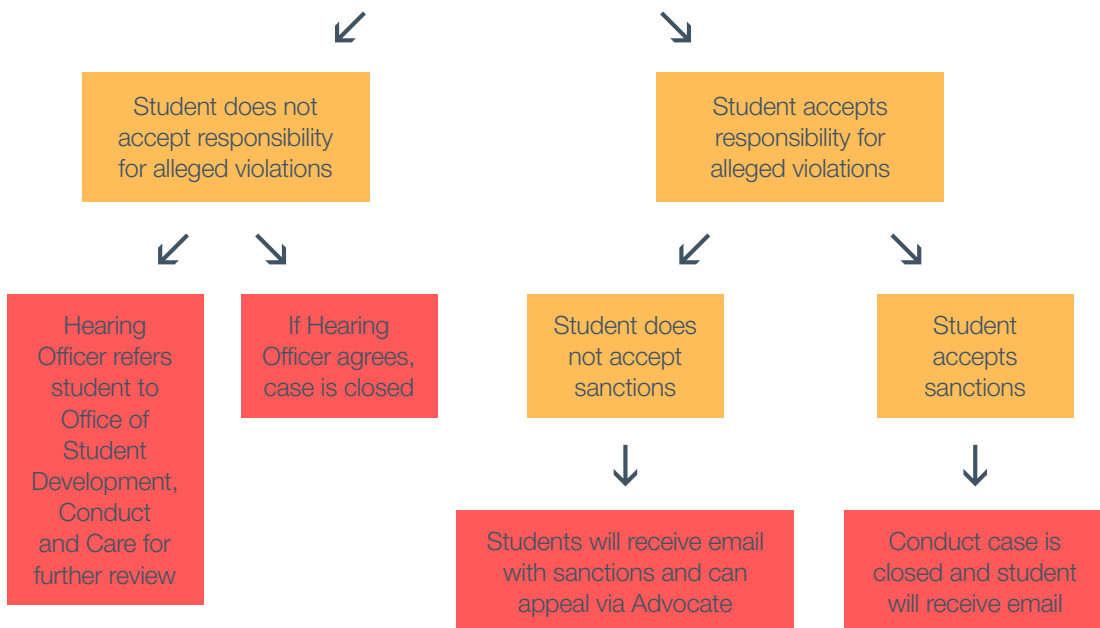 Student does not
accept responsibility
for alleged violations
Student accepts
responsibility for
alleged violations
Hearing
Officer refers
student to
Office of
Student
Development,
Conduct
and Care for
further review
If Hearing
Officer agrees,
case is closed
Student does
not accept
sanctions
Student
accepts
sanctions
Students will receive email
with sanctions and can
appeal via Advocate
Conduct case is
closed and student
will receive email